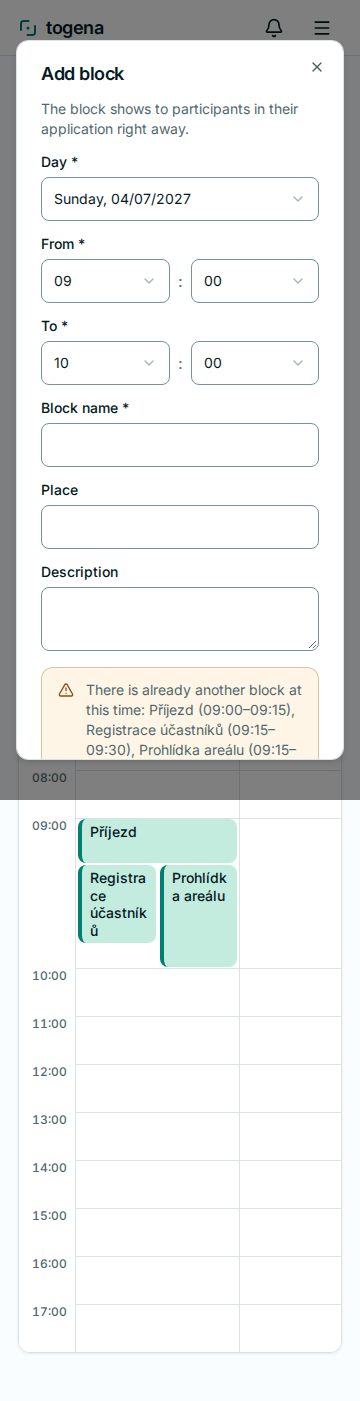 togena
Add block
The block shows to participants in their
application right away.
Day *
Sunday, 04/07/2027
From *
09 : 00
To *
10 : 00
Block name *
Place
Description
There is already another block at
this time: Příjezd (09:00–09:15),
Registrace účastníků (09:15–
09:30), Prohlídka areálu (09:15–
08:00
09:00
Příjezd
Registra
ce
účastník
ů
Prohlídk
a areálu
10:00
11:00
12:00
13:00
14:00
15:00
16:00
17:00